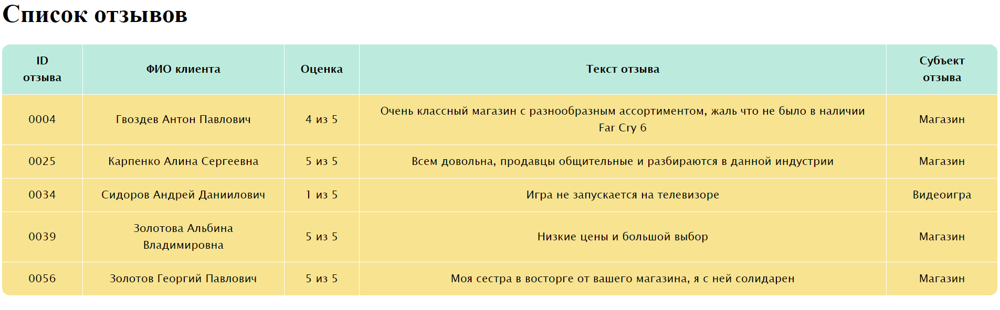 Список отзывов
ID
отзыва
ФИО клиента
Оценка
Текст отзыва
Субъект
отзыва
0004
Гвоздев Антон Павлович
4 из 5
Очень классный магазин с разнообразным ассортиментом, жаль что не было в наличии
Far Cry 6
Магазин
0025
Карпенко Алина Сергеевна
5 из 5
Всем довольна, продавцы общительные и разбираются в данной индустрии
Магазин
0034
Сидоров Андрей Даниилович
1 из 5
Игра не запускается на телевизоре
Видеоигра
0039
Золотова Альбина
Владимировна
5 из 5
Низкие цены и большой выбор
Магазин
0056
Золотов Георгий Павлович
5 из 5
Моя сестра в восторге от вашего магазина, я с ней солидарен
Магазин